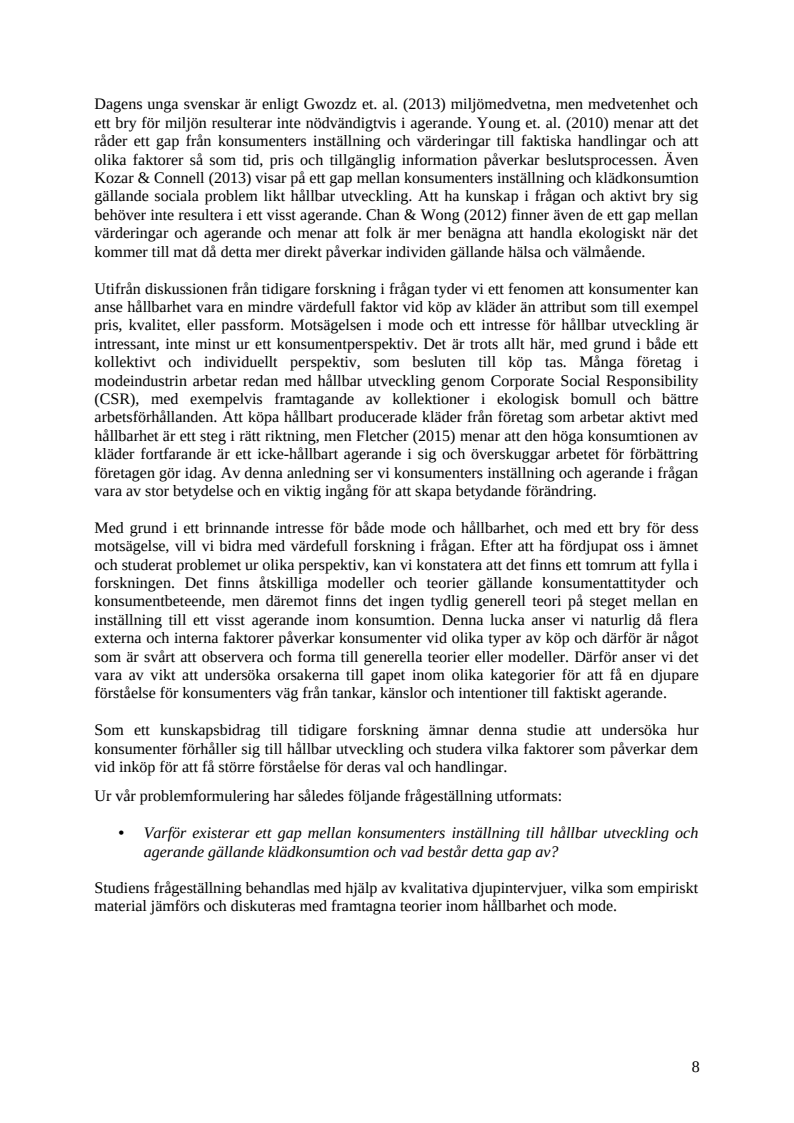 Dagens unga svenskar är enligt Gwozdz et. al. (2013) miljömedvetna, men medvetenhet och
ett bry för miljön resulterar inte nödvändigtvis i agerande. Young et. al. (2010) menar att det
råder ett gap från konsumenters inställning och värderingar till faktiska handlingar och att
olika faktorer så som tid, pris och tillgänglig information påverkar beslutsprocessen. Även
Kozar & Connell (2013) visar på ett gap mellan konsumenters inställning och klädkonsumtion
gällande sociala problem likt hållbar utveckling. Att ha kunskap i frågan och aktivt bry sig
behöver inte resultera i ett visst agerande. Chan & Wong (2012) finner även de ett gap mellan
värderingar och agerande och menar att folk är mer benägna att handla ekologiskt när det
kommer till mat då detta mer direkt påverkar individen gällande hälsa och välmående.
Utifrån diskussionen från tidigare forskning i frågan tyder vi ett fenomen att konsumenter kan
anse hållbarhet vara en mindre värdefull faktor vid köp av kläder än attribut som till exempel
pris, kvalitet, eller passform. Motsägelsen i mode och ett intresse för hållbar utveckling är
intressant, inte minst ur ett konsumentperspektiv. Det är trots allt här, med grund i både ett
kollektivt och individuellt perspektiv, som besluten till köp tas. Många företag i
modeindustrin arbetar redan med hållbar utveckling genom Corporate Social Responsibility
(CSR), med exempelvis framtagande av kollektioner i ekologisk bomull och bättre
arbetsförhållanden. Att köpa hållbart producerade kläder från företag som arbetar aktivt med
hållbarhet är ett steg i rätt riktning, men Fletcher (2015) menar att den höga konsumtionen av
kläder fortfarande är ett icke-hållbart agerande i sig och överskuggar arbetet för förbättring
företagen gör idag. Av denna anledning ser vi konsumenters inställning och agerande i frågan
vara av stor betydelse och en viktig ingång för att skapa betydande förändring.
Med grund i ett brinnande intresse för både mode och hållbarhet, och med ett bry för dess
motsägelse, vill vi bidra med värdefull forskning i frågan. Efter att ha fördjupat oss i ämnet
och studerat problemet ur olika perspektiv, kan vi konstatera att det finns ett tomrum att fylla i
forskningen. Det finns åtskilliga modeller och teorier gällande konsumentattityder och
konsumentbeteende, men däremot finns det ingen tydlig generell teori på steget mellan en
inställning till ett visst agerande inom konsumtion. Denna lucka anser vi naturlig då flera
externa och interna faktorer påverkar konsumenter vid olika typer av köp och därför är något
som är svårt att observera och forma till generella teorier eller modeller. Därför anser vi det
vara av vikt att undersöka orsakerna till gapet inom olika kategorier för att få en djupare
förståelse för konsumenters väg från tankar, känslor och intentioner till faktiskt agerande.
Som ett kunskapsbidrag till tidigare forskning ämnar denna studie att undersöka hur
konsumenter förhåller sig till hållbar utveckling och studera vilka faktorer som påverkar dem
vid inköp för att få större förståelse för deras val och handlingar.
Ur vår problemformulering har således följande frågeställning utformats:
• Varför existerar ett gap mellan konsumenters inställning till hållbar utveckling och
agerande gällande klädkonsumtion och vad består detta gap av?
Studiens frågeställning behandlas med hjälp av kvalitativa djupintervjuer, vilka som empiriskt
material jämförs och diskuteras med framtagna teorier inom hållbarhet och mode.
8